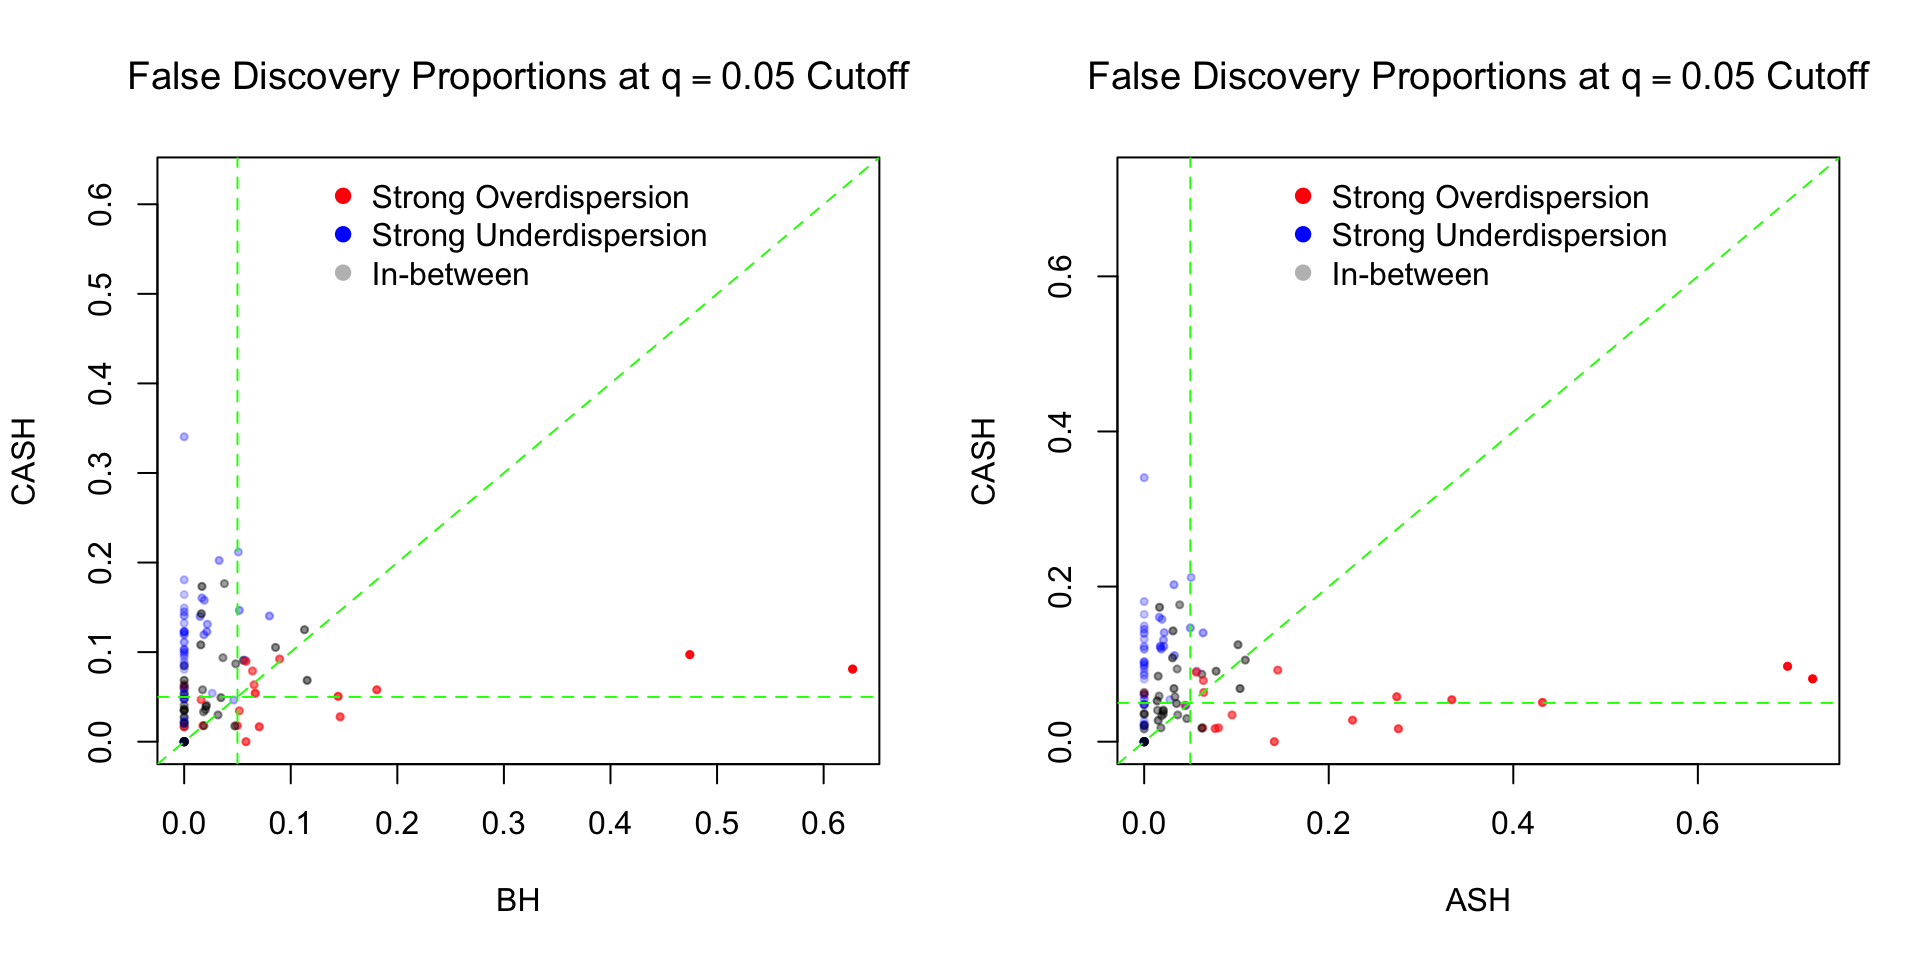 False Discovery Proportions at q = 0.05 Cutoff
Strong Overdispersion
Strong Underdispersion
In-between
CASH
0.0
0.1
0.2
0.3
0.4
0.5
0.6
0.0 0.1 0.2 0.3 0.4 0.5 0.6
BH
False Discovery Proportions at q = 0.05 Cutoff
Strong Overdispersion
Strong Underdispersion
In-between
CASH
0.0
0.2
0.4
0.6
0.0 0.2 0.4 0.6
ASH